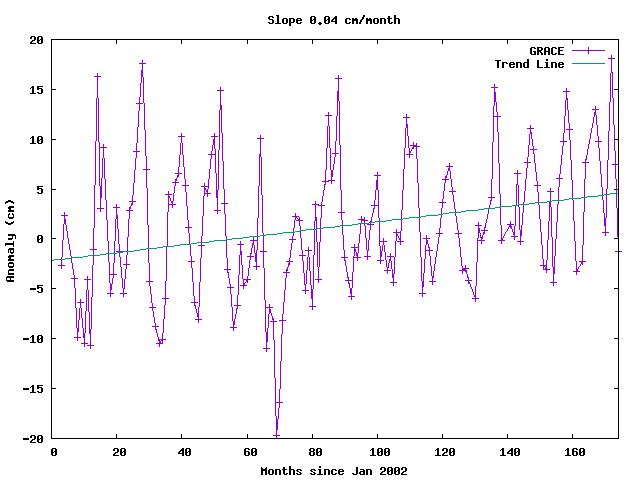 Slope 0.04 cm/month
GRACE
Trend Line
20
15
10
5
0
-5
-10
-15
-20
Anomaly (cm)
0 20 40 60 80 100 120 140 160
Months since Jan 2002